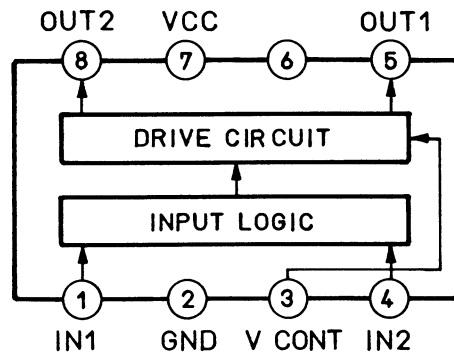 OUT2 VCC OUT1
8 7 6 5
DRIVE CIRCUIT
INPUT LOGIC
1 2 3 4
IN1 GND V CONT IN2